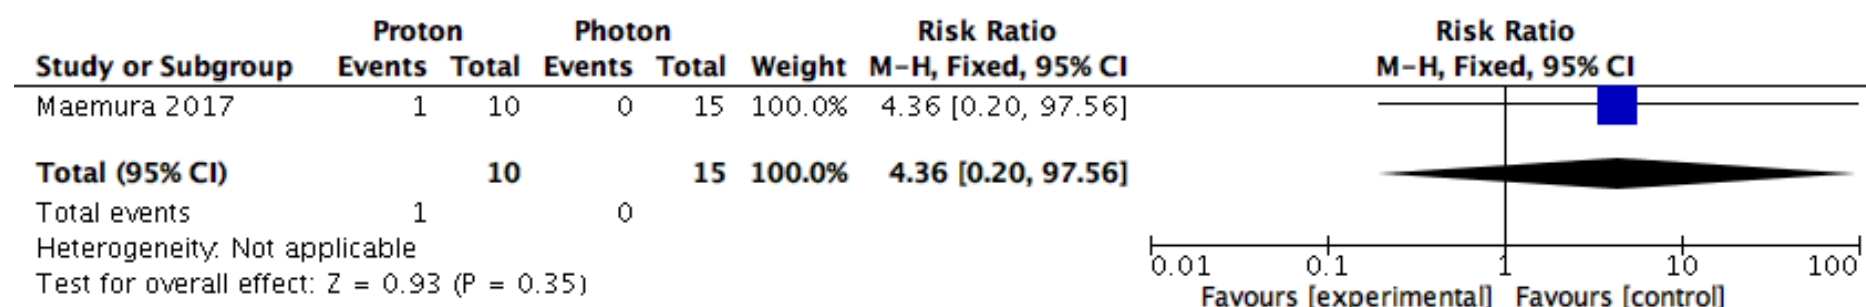 Proton Photon Risk Ratio Risk Ratio
Study or Subgroup Events Total Events Total Weight M-H, Fixed, 95% CI M-H, Fixed, 95% CI
Maemura 2017 1 10 0 15 100.0% 4.36 [0.20, 97.56]
Total (95% CI) 10 15 100.0% 4.36 [0.20, 97.56]
Total events 1 0
Heterogeneity: Not applicable
Test for overall effect: Z = 0.93 (P = 0.35)
0.01 0.1 1 10 100
Favours [experimental] Favours [control]